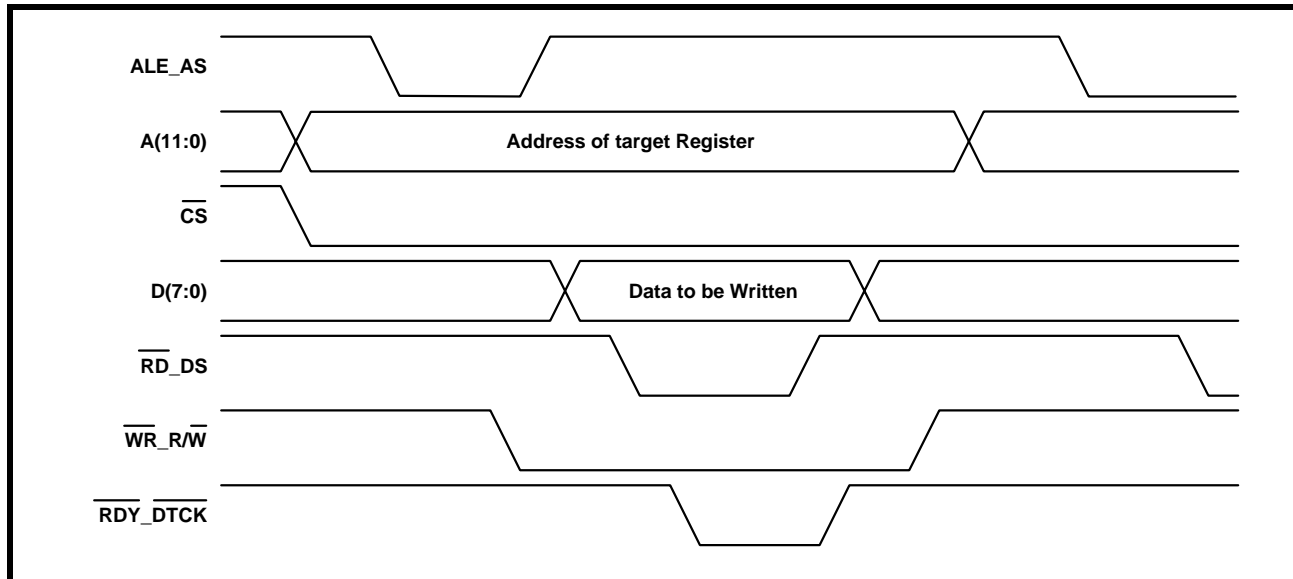 ALE_AS
A(11:0)
Address of target Register
CS
D(7:0)
Data to be Written
RD_DS
WR_R/W
RDY_DTCK